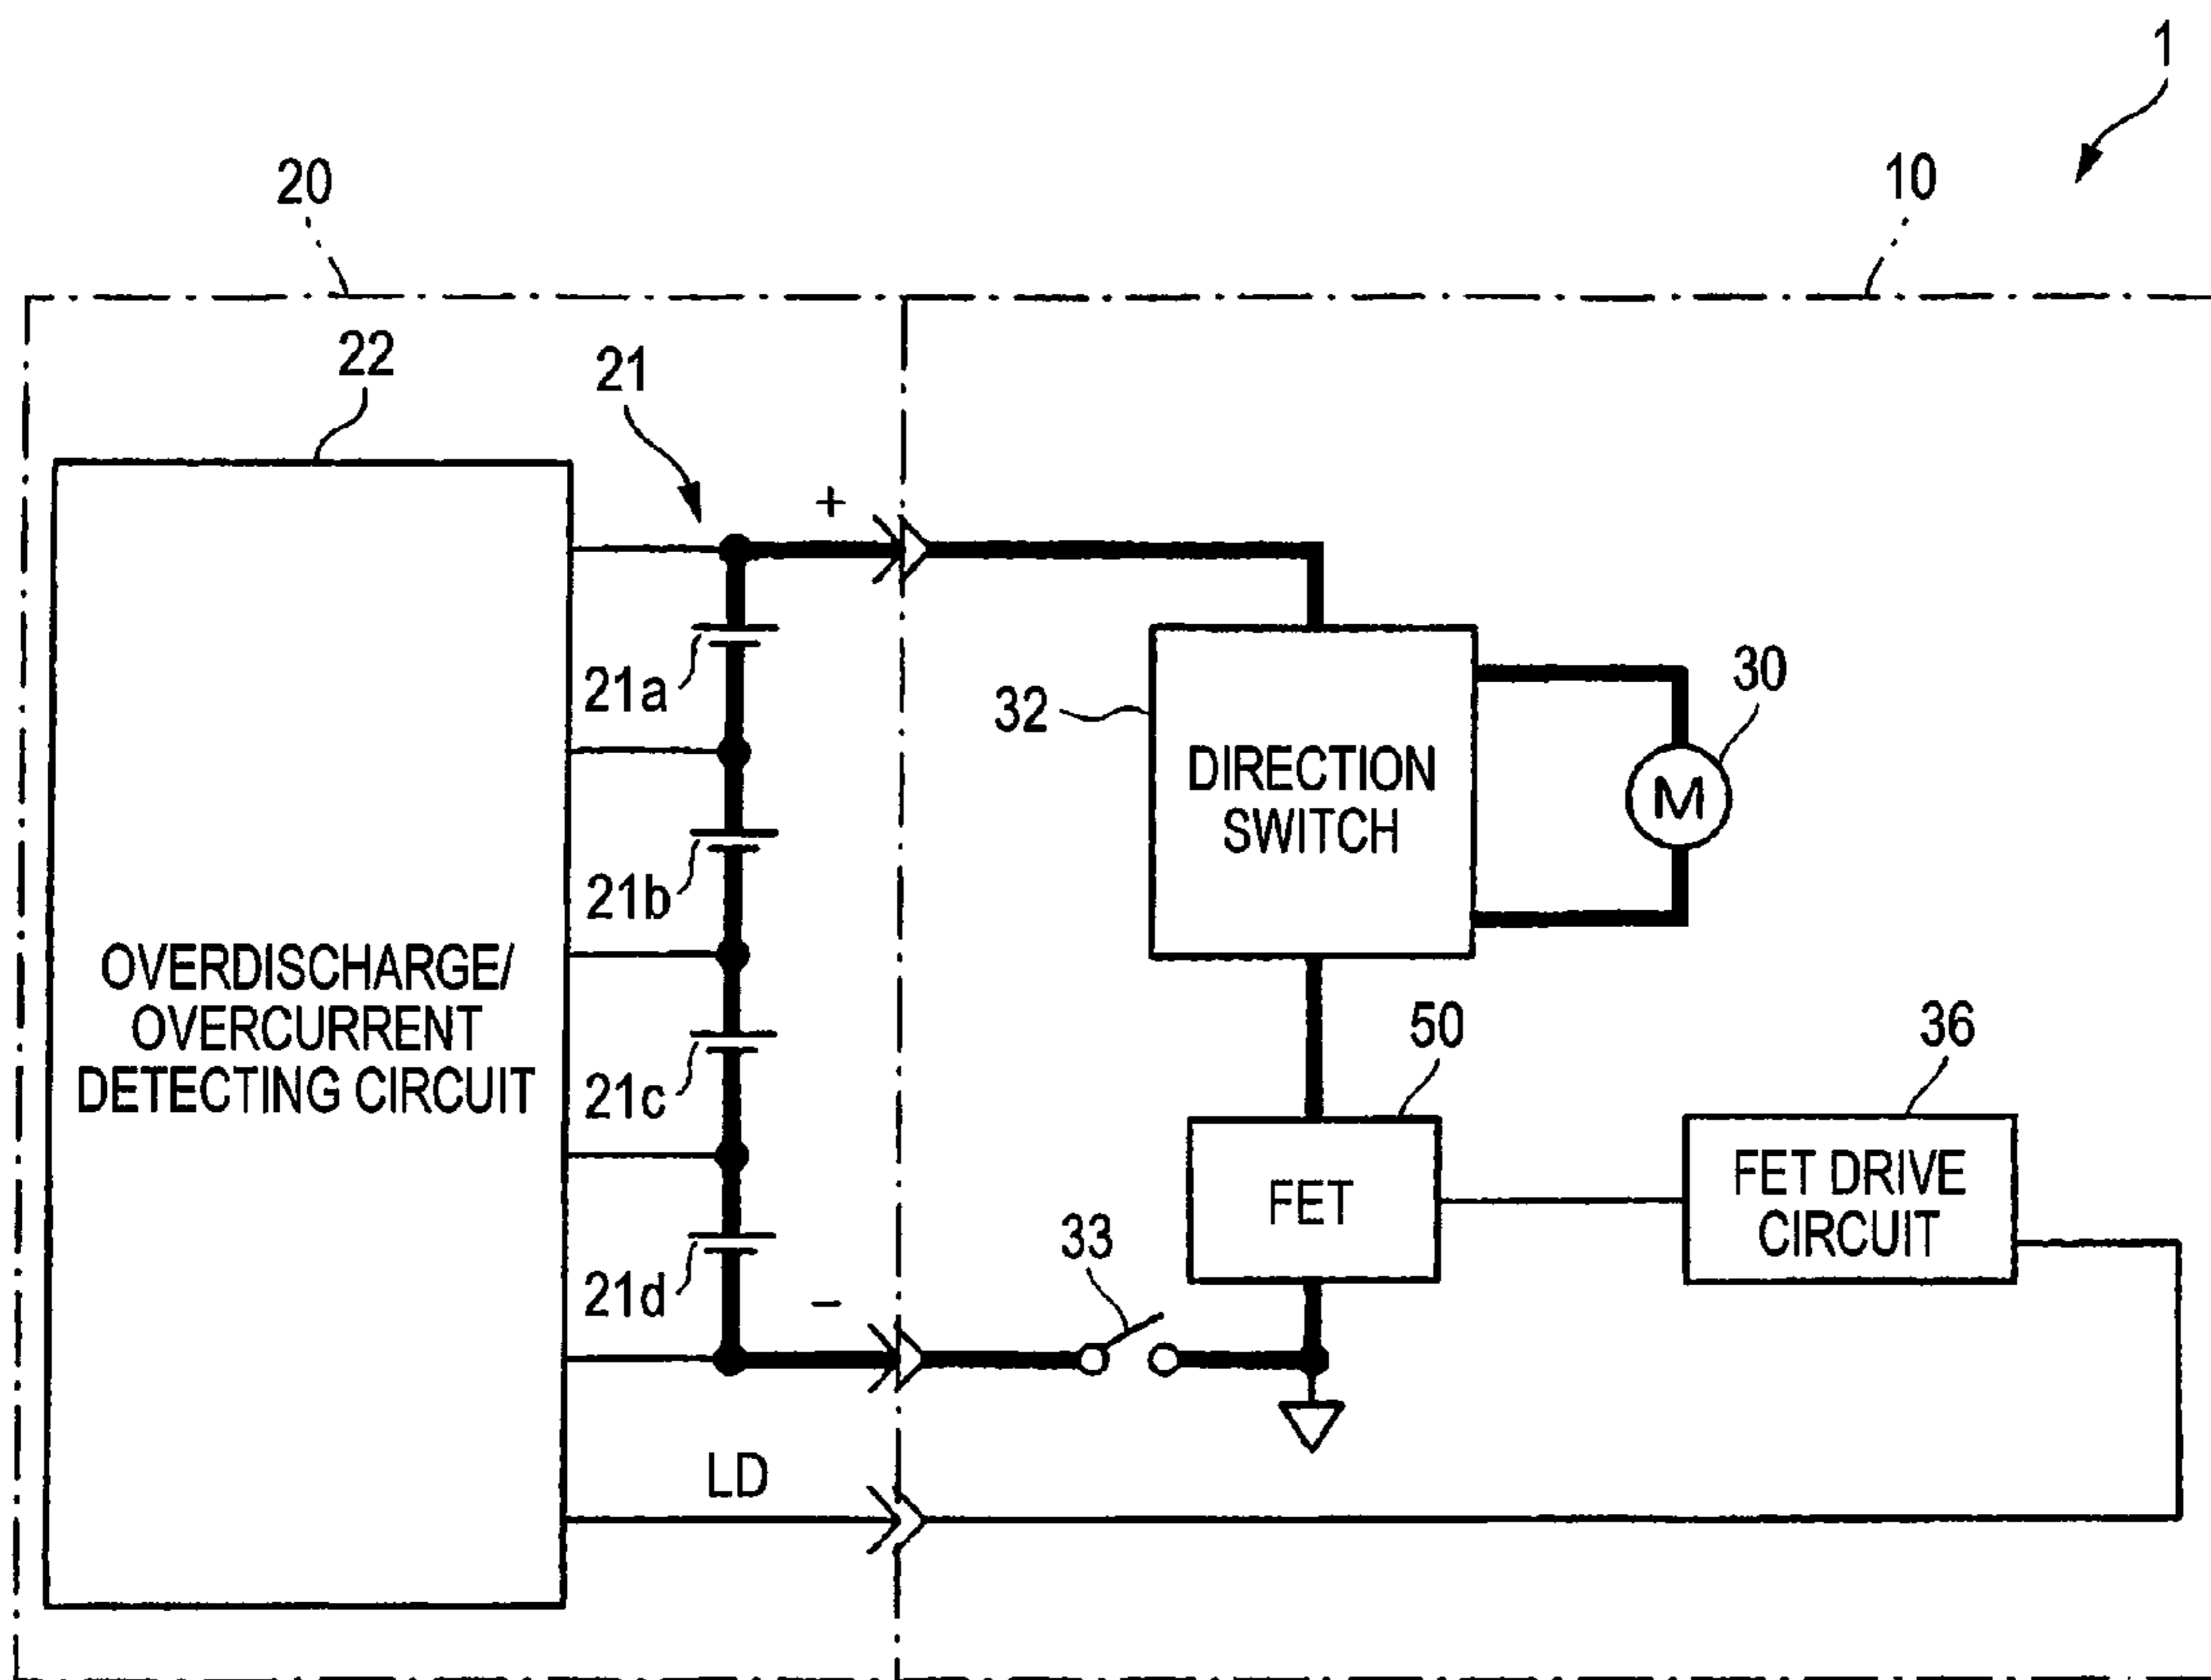 1
20
10
22
21
+
21a
32
30
DIRECTION
SWITCH
M
21b
OVERDISCHARGE/
OVERCURRENT
DETECTING CIRCUIT
21c
50
36
FET
FET DRIVE
CIRCUIT
33
21d
−
LD